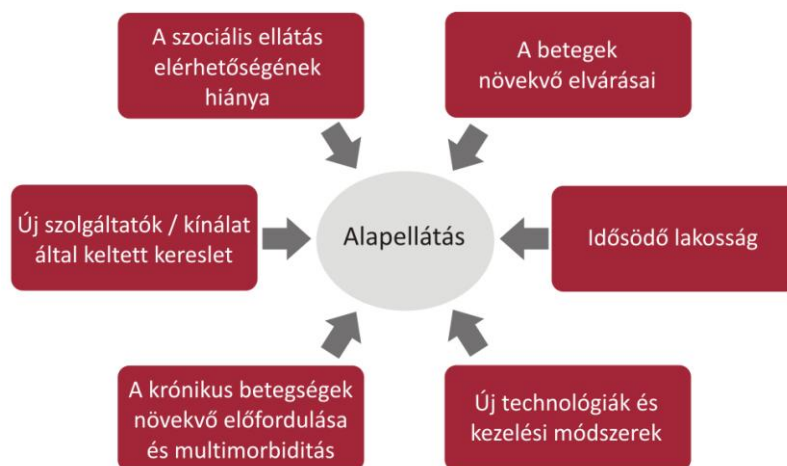 A szociális ellátás
elérhetőségének
hiánya
A betegek
növekvő elvárásai
Új szolgáltatók / kínálat
által keltett kereslet
Alapellátás
Idősödő lakosság
A krónikus betegségek
növekvő előfordulása
és multimorbiditás
Új technológiák és
kezelési módszerek